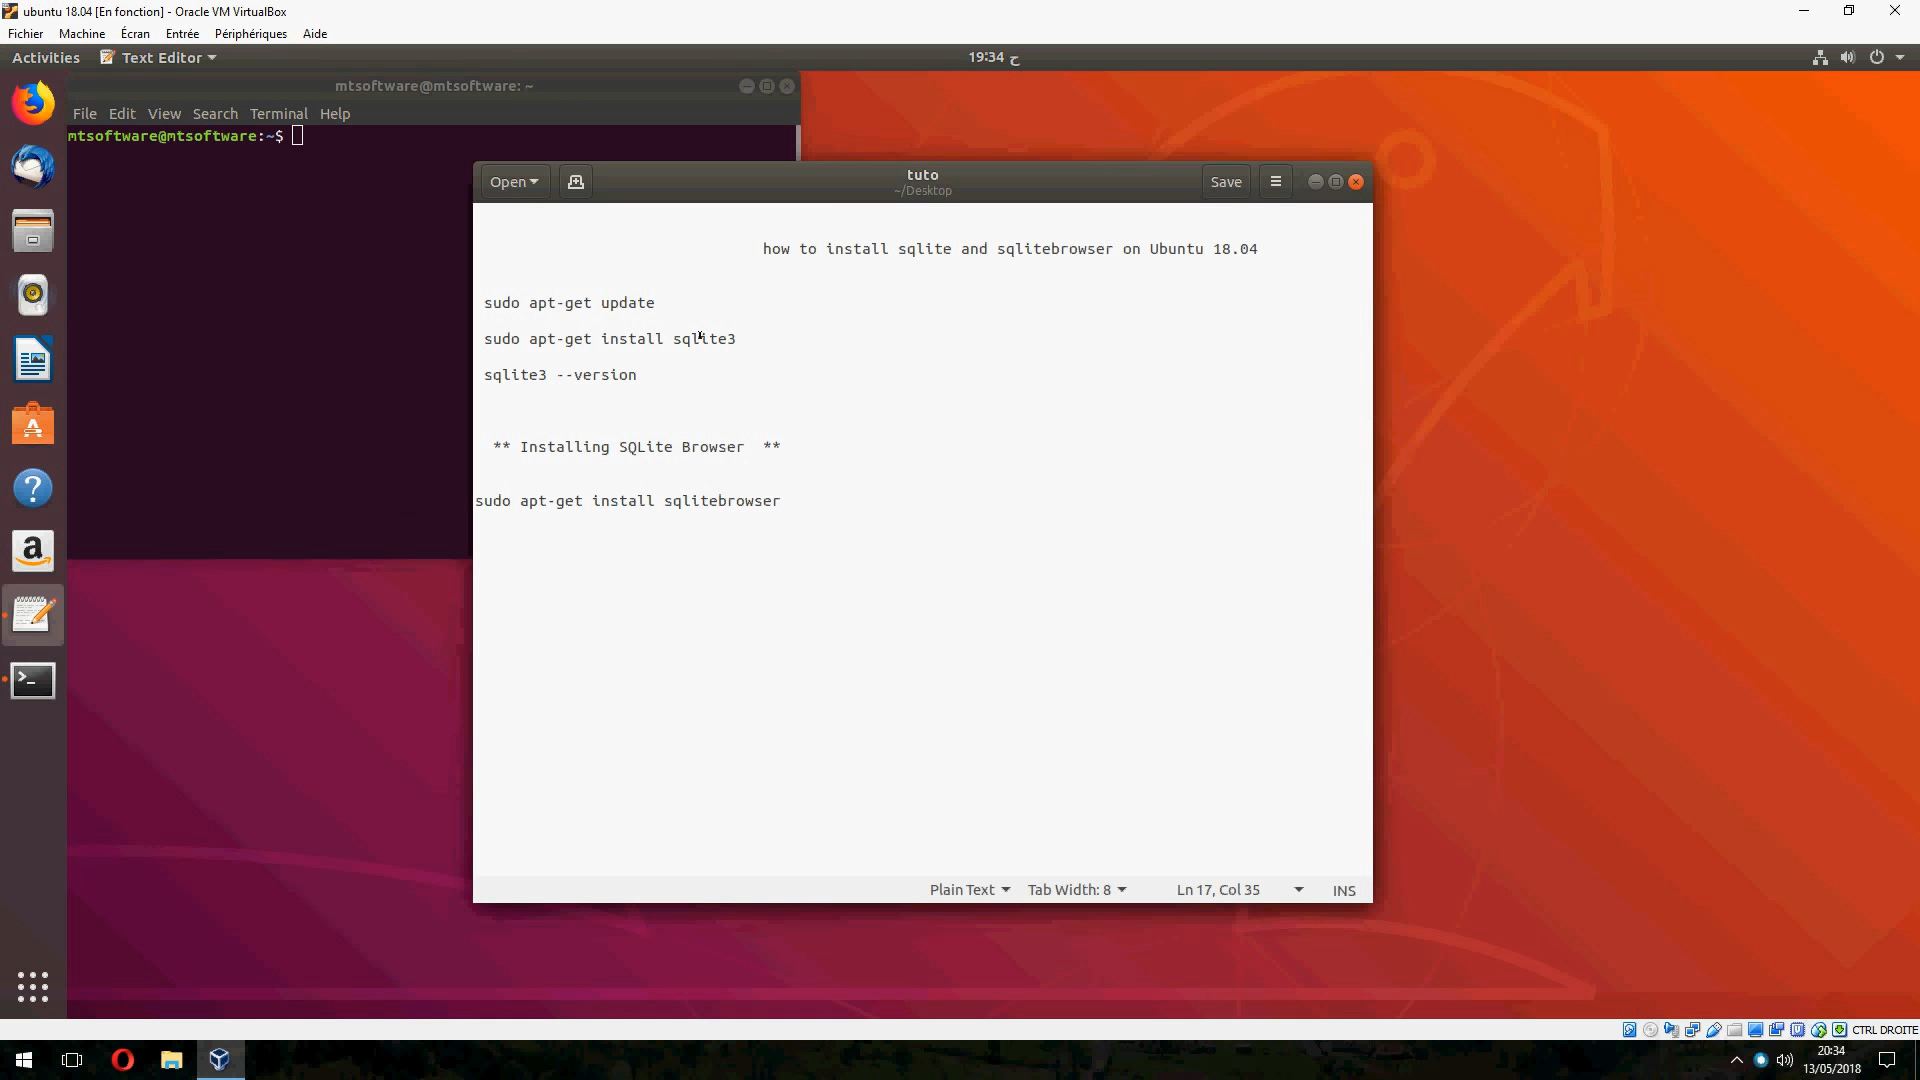 ubuntu 18.04 [En fonction] - Oracle VM VirtualBox
Fichier Machine Écran Entrée Périphériques Aide
Activities Text Editor 19:34 ح
mtsoftware@mtsoftware: ~
File Edit View Search Terminal Help
mtsoftware@mtsoftware:~$
Open tuto Save
~/Desktop
how to install sqlite and sqlitebrowser on Ubuntu 18.04
sudo apt-get update
sudo apt-get install sqlite3
sqlite3 --version
** Installing SQLite Browser **
sudo apt-get install sqlitebrowser
Plain Text Tab Width: 8 Ln 17, Col 35 INS
CTRL DROITE
20:34
13/05/2018